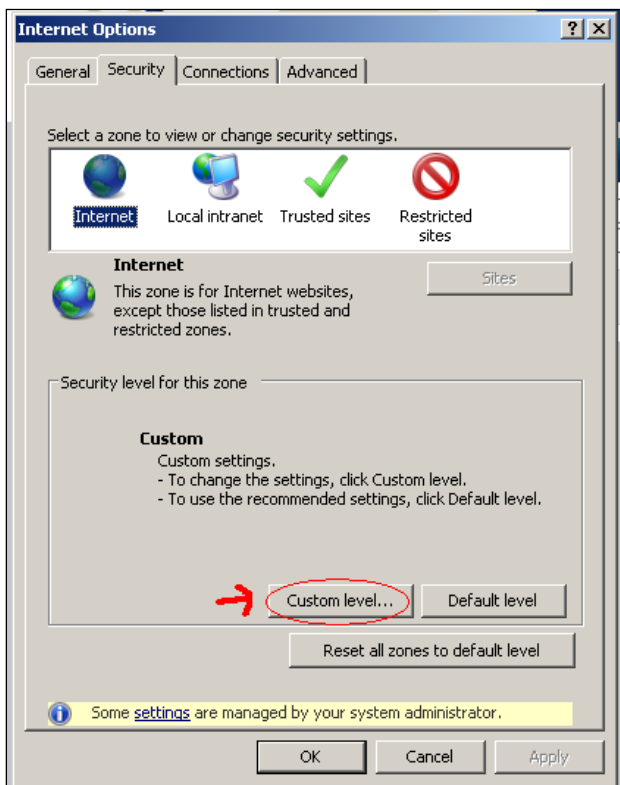 Internet Options
General Security Connections Advanced
Select a zone to view or change security settings.
Internet Local intranet Trusted sites Restricted sites
Internet
Sites
This zone is for Internet websites,
except those listed in trusted and
restricted zones.
Security level for this zone
Custom
Custom settings.
- To change the settings, click Custom level.
- To use the recommended settings, click Default level.
Custom level... Default level
Reset all zones to default level
Some settings are managed by your system administrator.
OK Cancel Apply